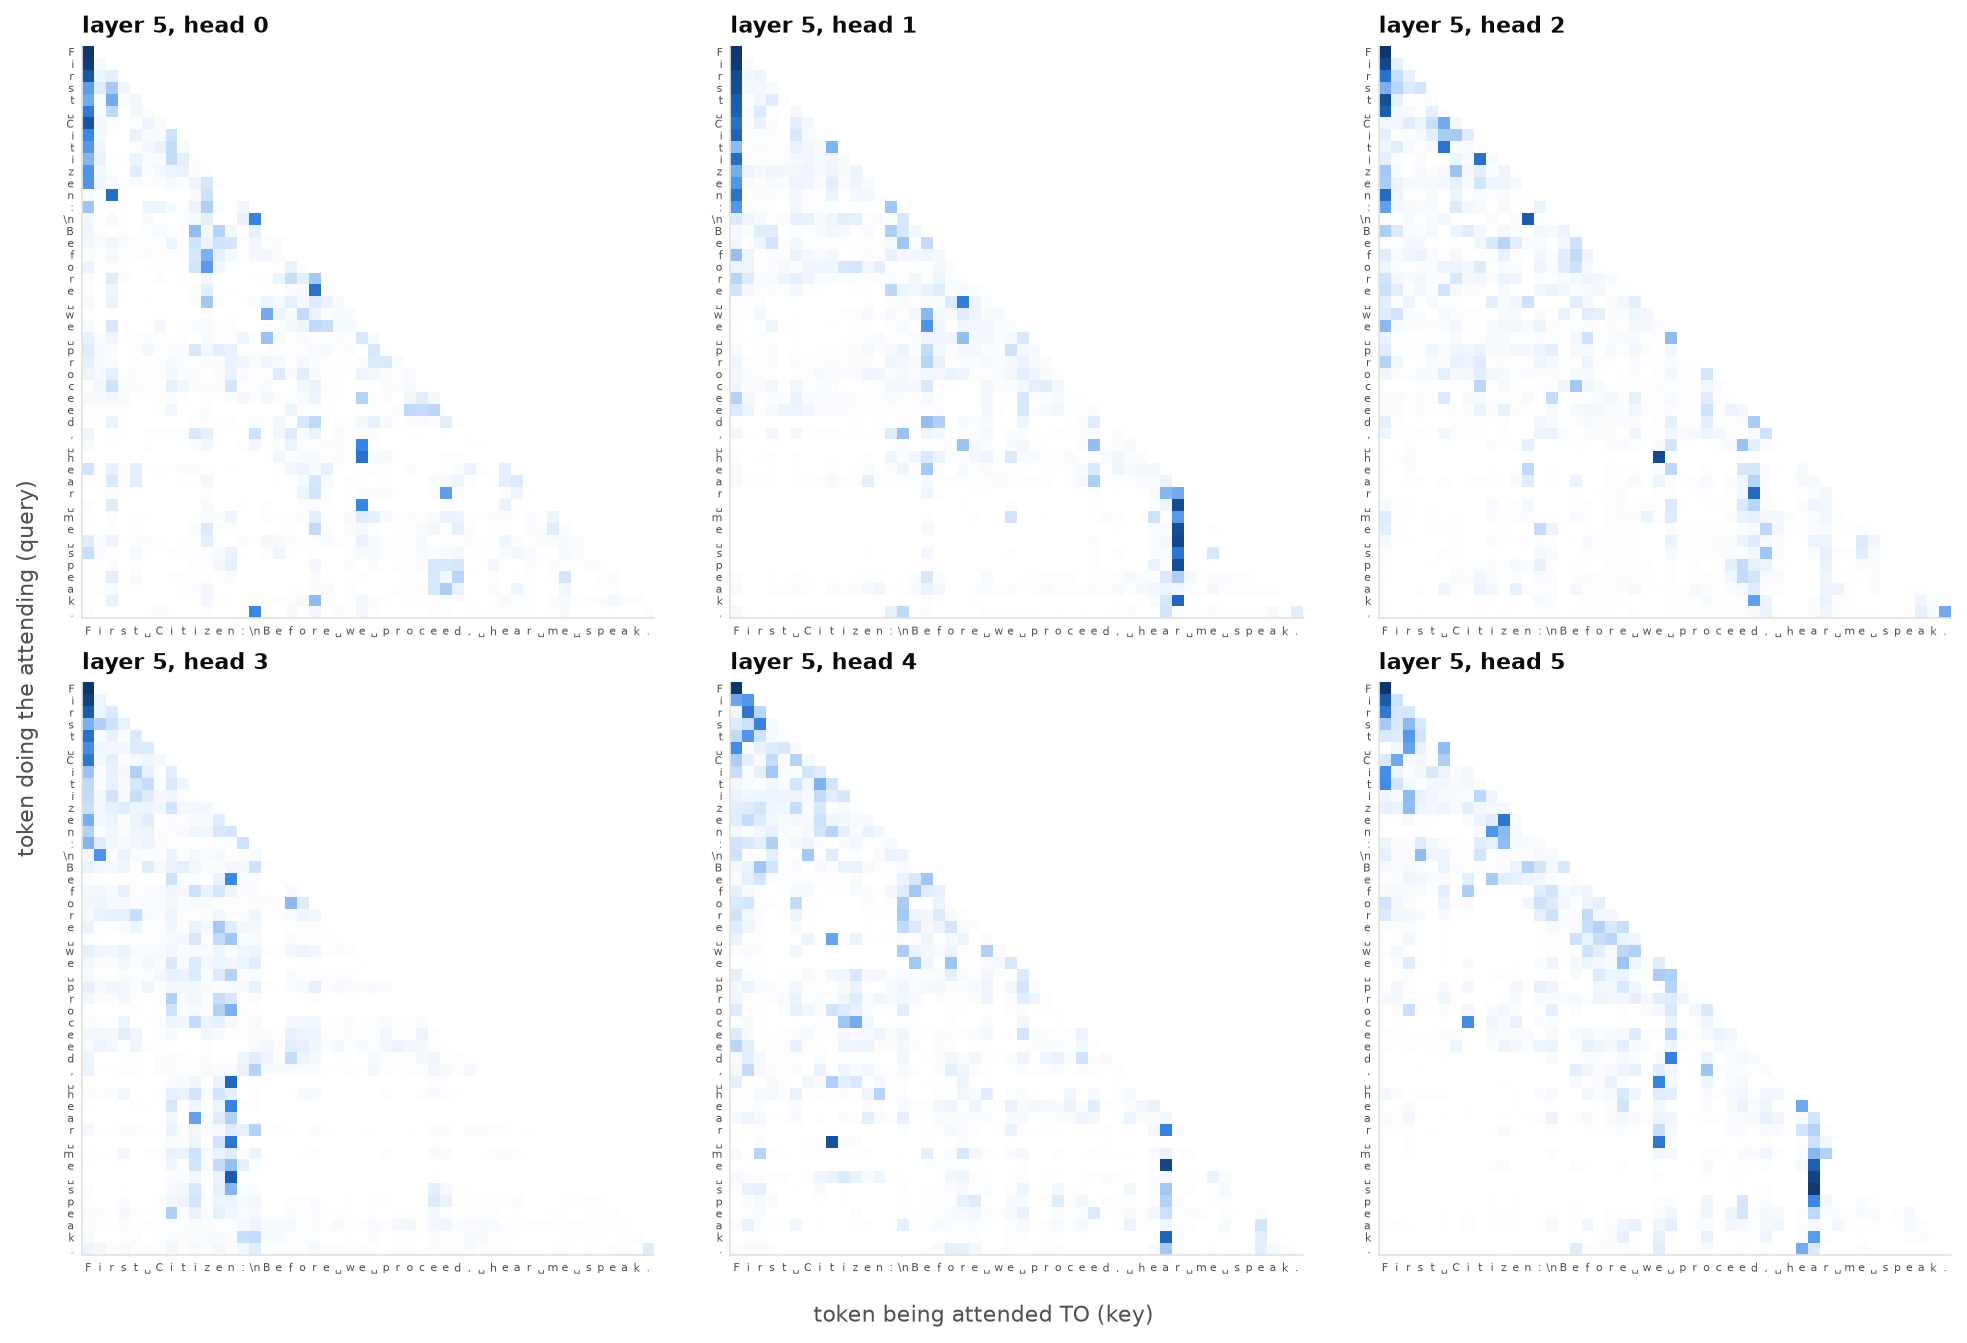 layer 5, head 0
layer 5, head 1
layer 5, head 2
F
i
r
s
t
␣
C
i
t
i
z
e
n
:
\n
B
e
f
o
r
e
␣
w
e
␣
p
r
o
c
e
e
d
,
␣
h
e
a
r
␣
m
e
␣
s
p
e
a
k
.
F i r s t ␣ C i t i z e n : \n B e f o r e ␣ w e ␣ p r o c e e d , ␣ h e a r ␣ m e ␣ s p e a k .
F
i
r
s
t
␣
C
i
t
i
z
e
n
:
\n
B
e
f
o
r
e
␣
w
e
␣
p
r
o
c
e
e
d
,
␣
h
e
a
r
␣
m
e
␣
s
p
e
a
k
.
F i r s t ␣ C i t i z e n : \n B e f o r e ␣ w e ␣ p r o c e e d , ␣ h e a r ␣ m e ␣ s p e a k .
F
i
r
s
t
␣
C
i
t
i
z
e
n
:
\n
B
e
f
o
r
e
␣
w
e
␣
p
r
o
c
e
e
d
,
␣
h
e
a
r
␣
m
e
␣
s
p
e
a
k
.
F i r s t ␣ C i t i z e n : \n B e f o r e ␣ w e ␣ p r o c e e d , ␣ h e a r ␣ m e ␣ s p e a k .
token doing the attending (query)
layer 5, head 3
layer 5, head 4
layer 5, head 5
F
i
r
s
t
␣
C
i
t
i
z
e
n
:
\n
B
e
f
o
r
e
␣
w
e
␣
p
r
o
c
e
e
d
,
␣
h
e
a
r
␣
m
e
␣
s
p
e
a
k
.
F i r s t ␣ C i t i z e n : \n B e f o r e ␣ w e ␣ p r o c e e d , ␣ h e a r ␣ m e ␣ s p e a k .
F
i
r
s
t
␣
C
i
t
i
z
e
n
:
\n
B
e
f
o
r
e
␣
w
e
␣
p
r
o
c
e
e
d
,
␣
h
e
a
r
␣
m
e
␣
s
p
e
a
k
.
F i r s t ␣ C i t i z e n : \n B e f o r e ␣ w e ␣ p r o c e e d , ␣ h e a r ␣ m e ␣ s p e a k .
F
i
r
s
t
␣
C
i
t
i
z
e
n
:
\n
B
e
f
o
r
e
␣
w
e
␣
p
r
o
c
e
e
d
,
␣
h
e
a
r
␣
m
e
␣
s
p
e
a
k
.
F i r s t ␣ C i t i z e n : \n B e f o r e ␣ w e ␣ p r o c e e d , ␣ h e a r ␣ m e ␣ s p e a k .
token being attended TO (key)